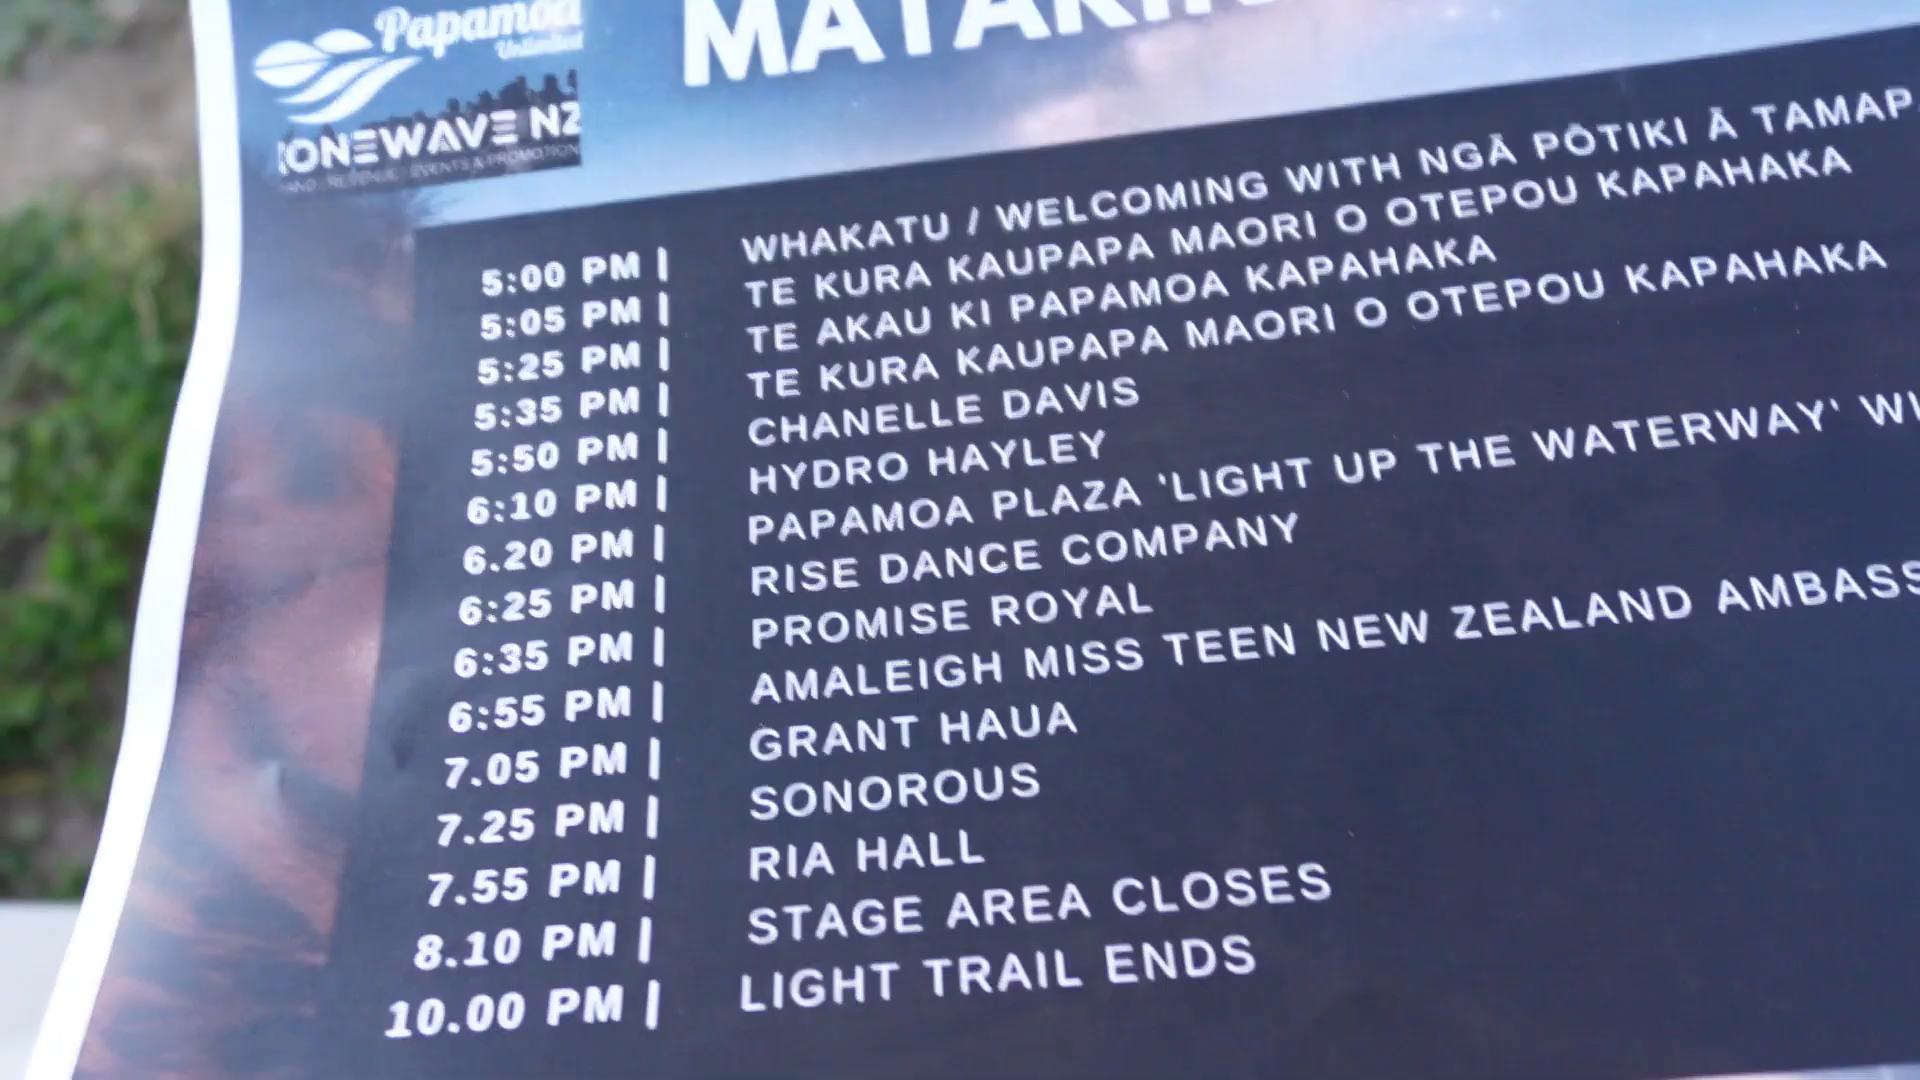 Papamoa
Unlimited
ONEWAVE NZ
EVENTS & PROMOTION
MATARIK
5:00 PM | WHAKATU / WELCOMING WITH NGĀ PŌTIKI Ā TAMAP
5:05 PM | TE KURA KAUPAPA MAORI O OTEPOU KAPAHAKA
5:25 PM | TE AKAU KI PAPAMOA KAPAHAKA
5:35 PM | TE KURA KAUPAPA MAORI O OTEPOU KAPAHAKA
5:50 PM | CHANELLE DAVIS
6:10 PM | HYDRO HAYLEY
6.20 PM | PAPAMOA PLAZA 'LIGHT UP THE WATERWAY' WI
6:25 PM | RISE DANCE COMPANY
6:35 PM | PROMISE ROYAL
6:55 PM | AMALEIGH MISS TEEN NEW ZEALAND AMBASS
7.05 PM | GRANT HAUA
7.25 PM | SONOROUS
7.55 PM | RIA HALL
8.10 PM | STAGE AREA CLOSES
10.00 PM | LIGHT TRAIL ENDS